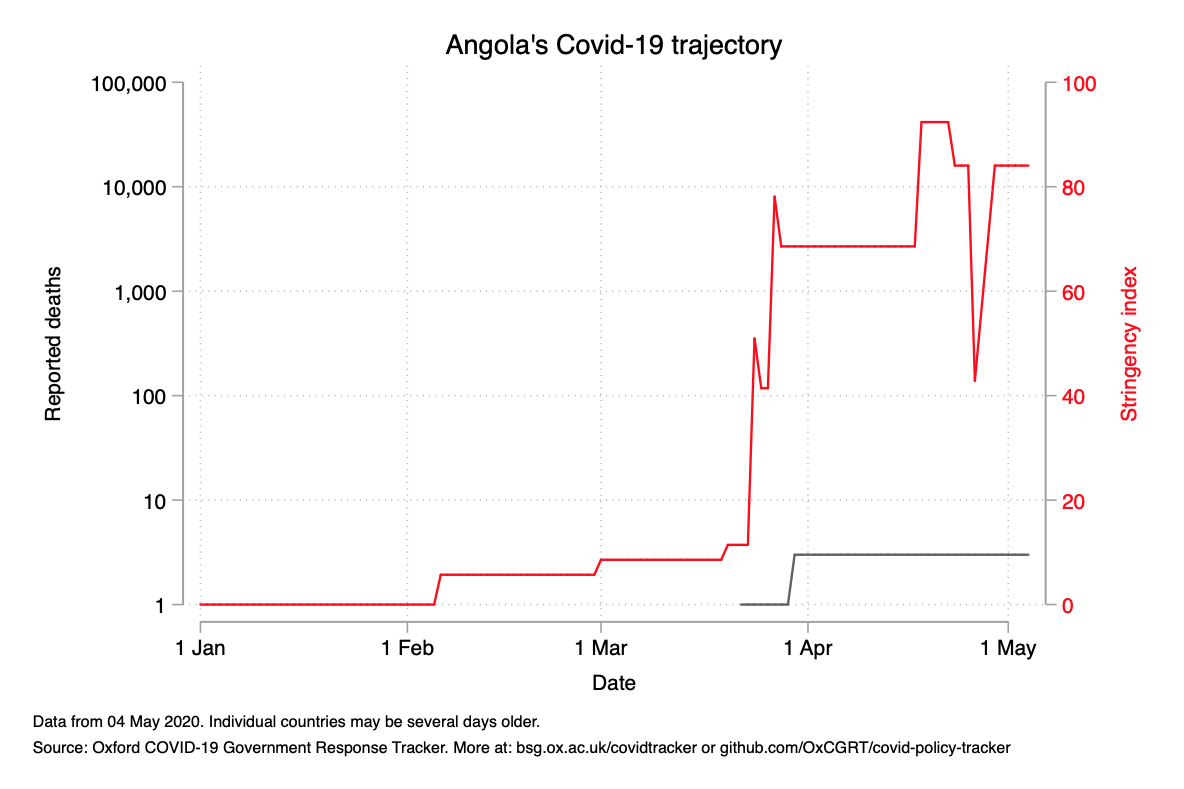 Angola's Covid-19 trajectory
100,000
10,000
1,000
100
10
1
Reported deaths
100
80
60
40
20
0
Stringency index
1 Jan
1 Feb
1 Mar
1 Apr
1 May
Date
Data from 04 May 2020. Individual countries may be several days older.
Source: Oxford COVID-19 Government Response Tracker. More at: bsg.ox.ac.uk/covidtracker or github.com/OxCGRT/covid-policy-tracker